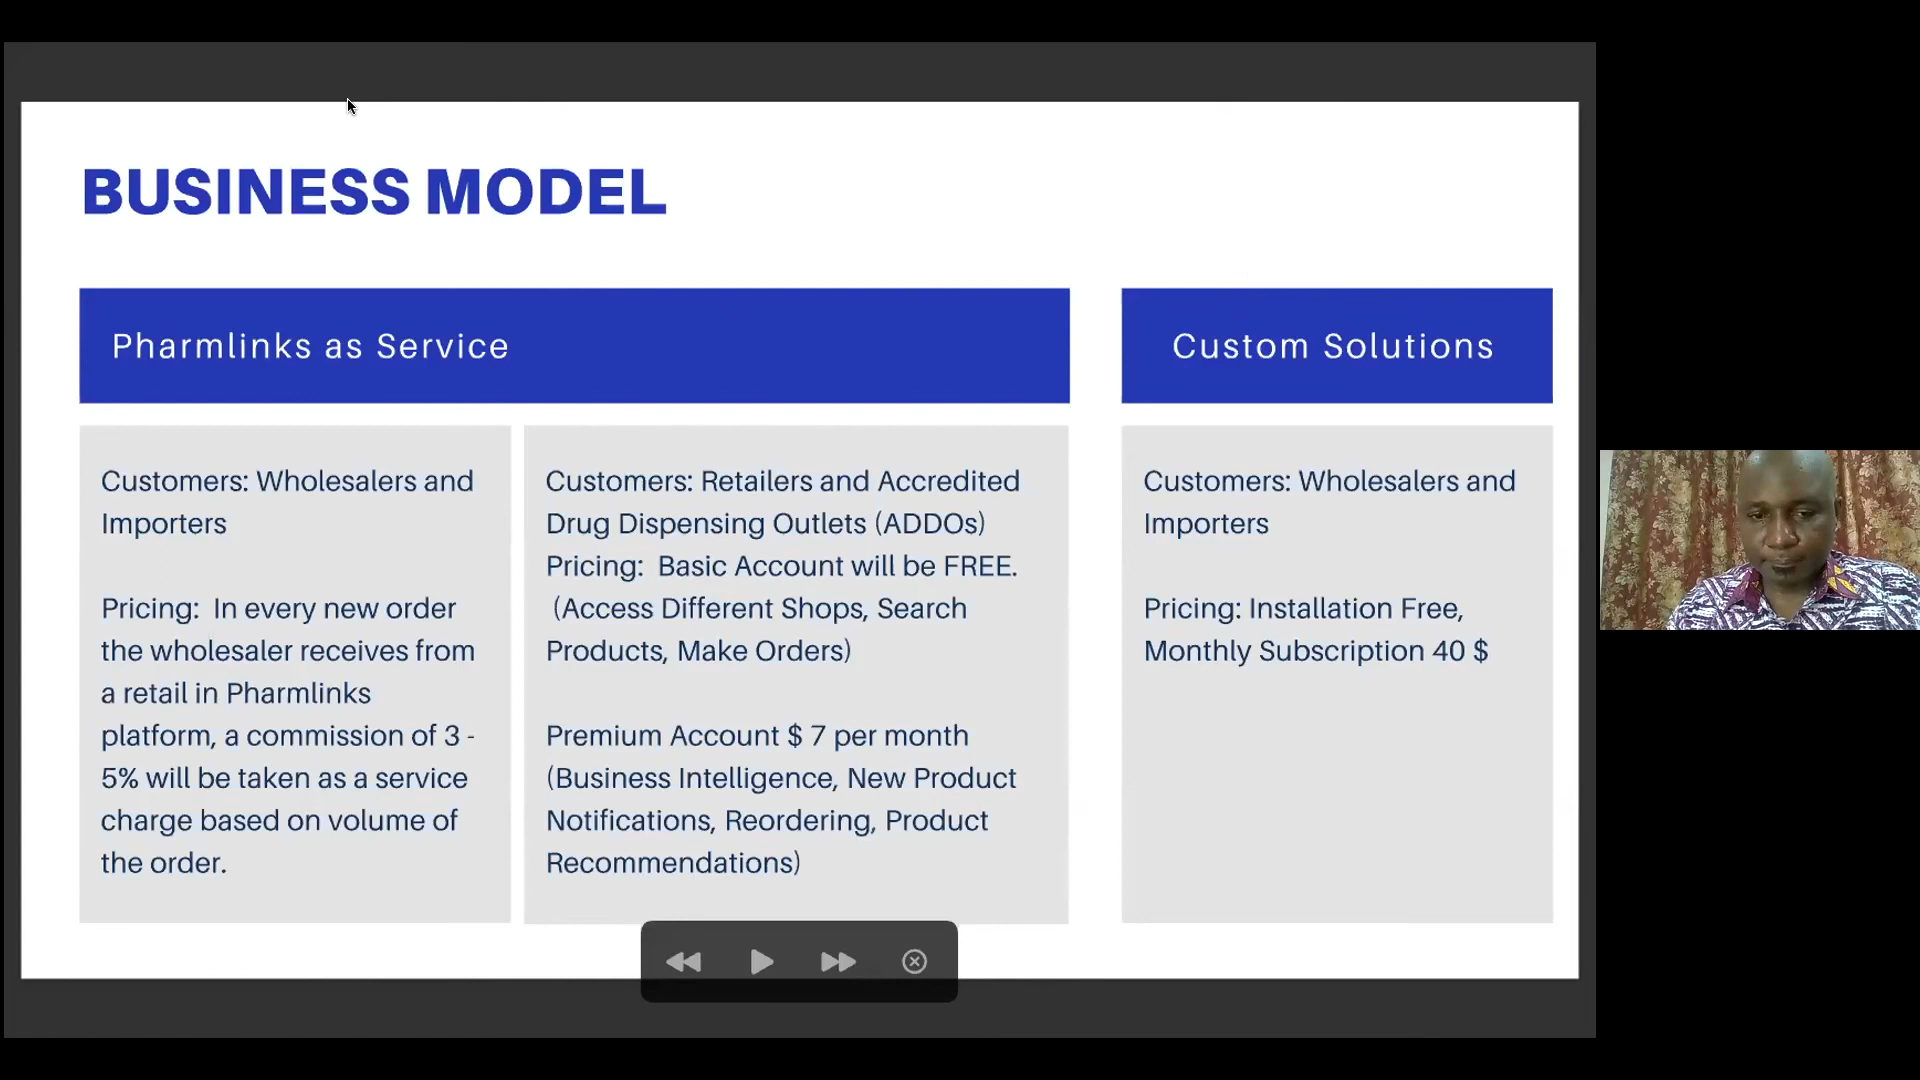 BUSINESS MODEL
Pharmlinks as Service
Customers: Wholesalers and
Importers
Pricing:  In every new order
the wholesaler receives from
a retail in Pharmlinks
platform, a commission of 3 -
5% will be taken as a service
charge based on volume of
the order.
Customers: Retailers and Accredited
Drug Dispensing Outlets (ADDOs)
Pricing:  Basic Account will be FREE.
(Access Different Shops, Search
Products, Make Orders)
Premium Account $ 7 per month
(Business Intelligence, New Product
Notifications, Reordering, Product
Recommendations)
Custom Solutions
Customers: Wholesalers and
Importers
Pricing: Installation Free,
Monthly Subscription 40 $